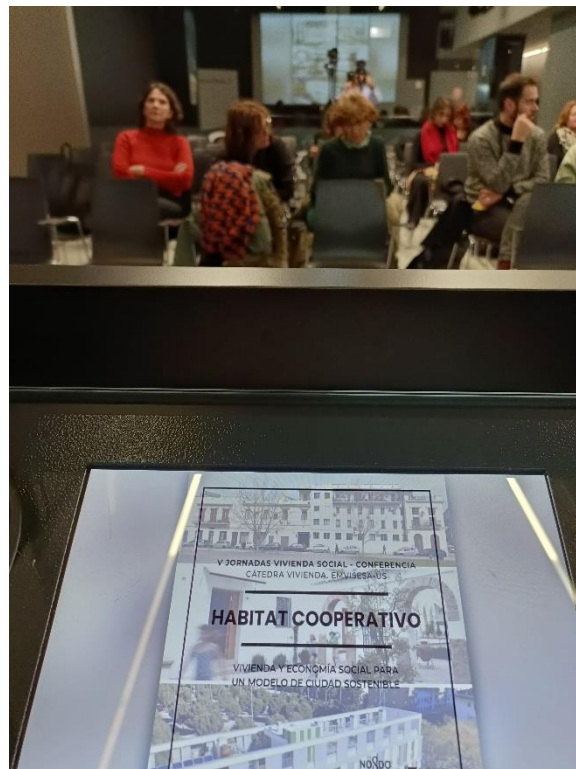 V JORNADAS VIVIENDA SOCIAL - CONFERENCIA
CÁTEDRA VIVIENDA, EMVISESA-US
HABITAT COOPERATIVO
VIVIENDA Y ECONOMÍA SOCIAL PARA
UN MODELO DE CIUDAD SOSTENIBLE